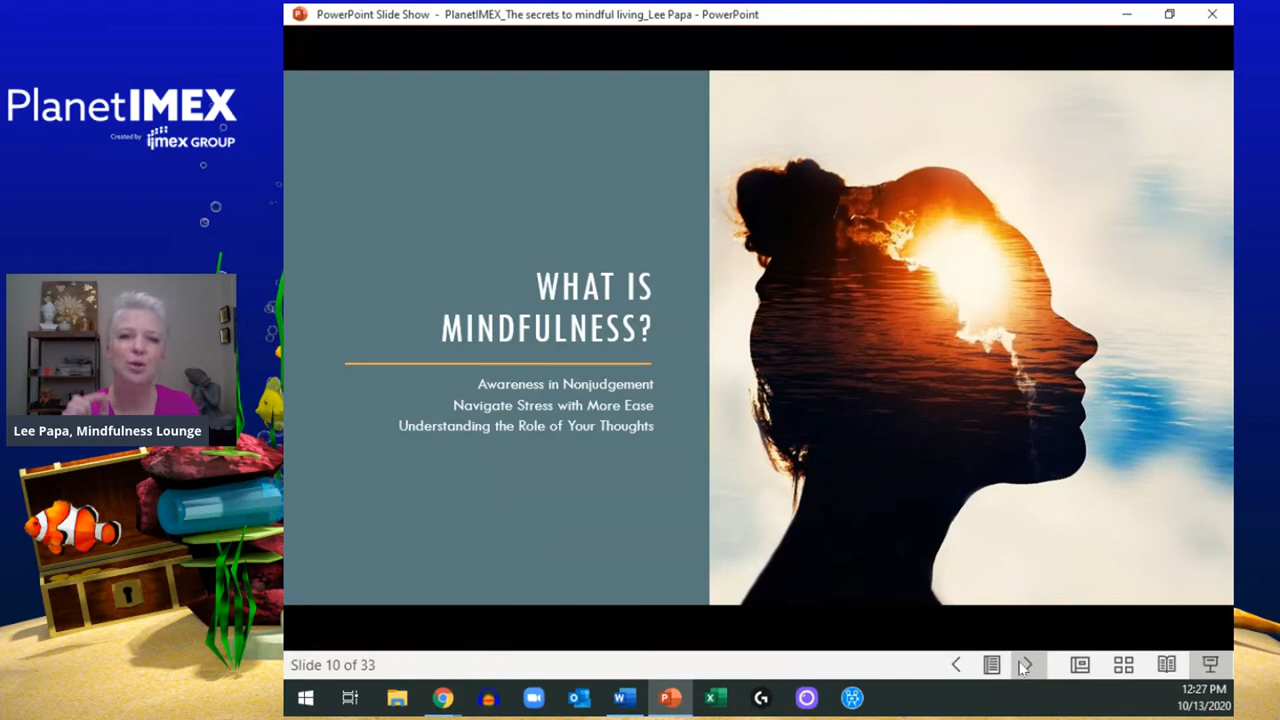 PowerPoint Slide Show - PlanetIMEX_The secrets to mindful living_Lee Papa - PowerPoint
PlanetIMEX
Created by imex GROUP
WHAT IS
MINDFULNESS?
Awareness in Nonjudgement
Navigate Stress with More Ease
Understanding the Role of Your Thoughts
Lee Papa, Mindfulness Lounge
Slide 10 of 33
12:27 PM
10/13/2020